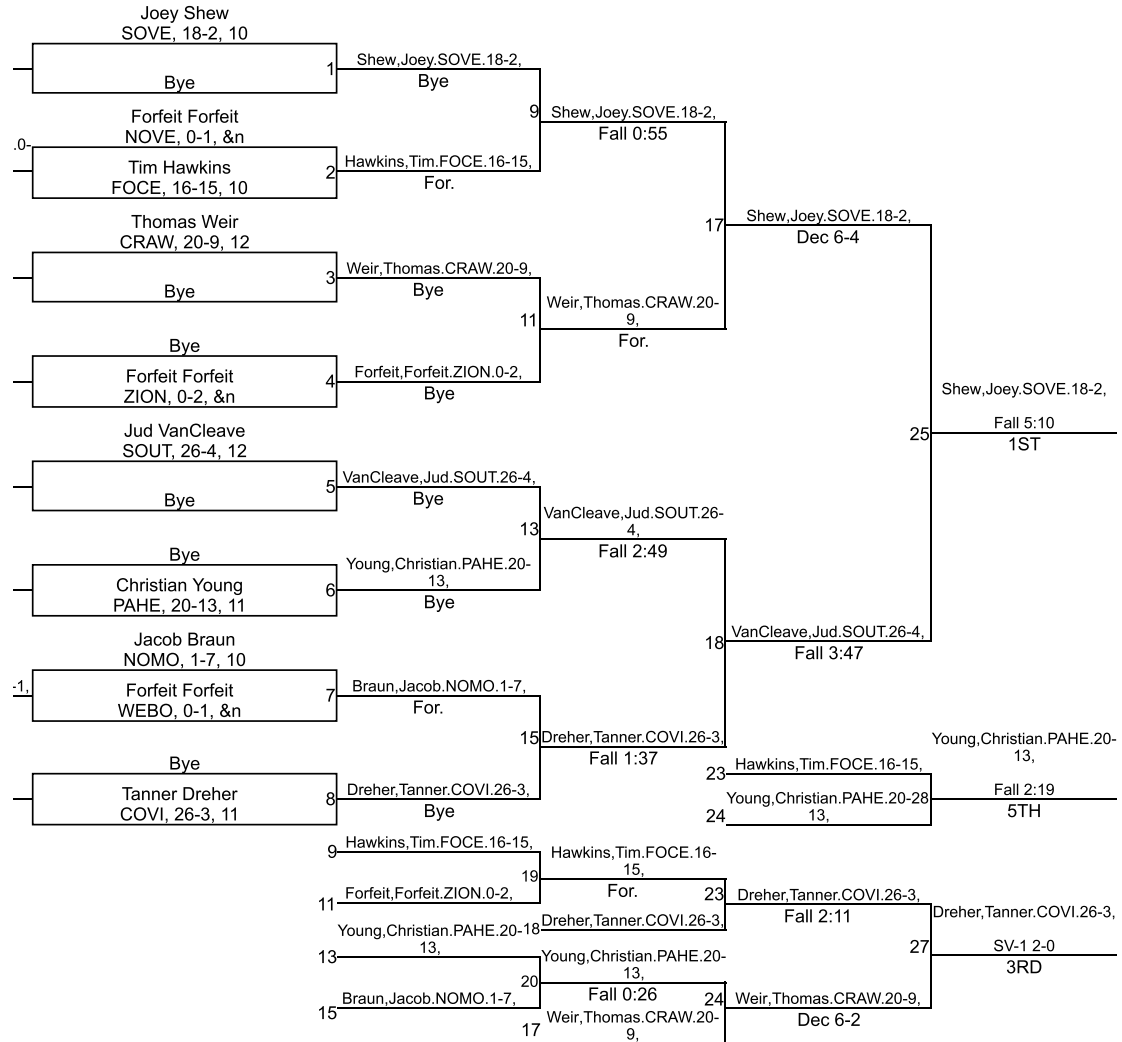 Joey Shew
SOVE, 18-2, 10
Bye
1
Shew,Joey.SOVE.18-2,
Bye
9
Shew,Joey.SOVE.18-2,
Fall 0:55
Forfeit Forfeit
NOVE, 0-1, &n
.0-
Tim Hawkins
FOCE, 16-15, 10
2
Hawkins,Tim.FOCE.16-15,
For.
17
Shew,Joey.SOVE.18-2,
Dec 6-4
Thomas Weir
CRAW, 20-9, 12
Bye
3
Weir,Thomas.CRAW.20-9,
Bye
11
Weir,Thomas.CRAW.20-
9,
For.
Bye
Forfeit Forfeit
ZION, 0-2, &n
4
Forfeit,Forfeit.ZION.0-2,
Bye
25
Shew,Joey.SOVE.18-2,
Fall 5:10
1ST
Jud VanCleave
SOUT, 26-4, 12
Bye
5
VanCleave,Jud.SOUT.26-4,
Bye
13
VanCleave,Jud.SOUT.26-
4,
Fall 2:49
Bye
Christian Young
PAHE, 20-13, 11
6
Young,Christian.PAHE.20-
13,
Bye
18
VanCleave,Jud.SOUT.26-4,
Fall 3:47
Jacob Braun
NOMO, 1-7, 10
-1,
Forfeit Forfeit
WEBO, 0-1, &n
7
Braun,Jacob.NOMO.1-7,
For.
15
Dreher,Tanner.COVI.26-3,
Fall 1:37
Bye
Tanner Dreher
COVI, 26-3, 11
8
Dreher,Tanner.COVI.26-3,
Bye
23
Hawkins,Tim.FOCE.16-15,
24
Young,Christian.PAHE.20-28
13,
Young,Christian.PAHE.20-
13,
Fall 2:19
5TH
9
Hawkins,Tim.FOCE.16-15,
11
Forfeit,Forfeit.ZION.0-2,
19
Hawkins,Tim.FOCE.16-
15,
For.
18
Dreher,Tanner.COVI.26-3,
23
Dreher,Tanner.COVI.26-3,
Fall 2:11
13
Young,Christian.PAHE.20-
13,
15
Braun,Jacob.NOMO.1-7,
20
Young,Christian.PAHE.20-
13,
Fall 0:26
17
Weir,Thomas.CRAW.20-
9,
24
Weir,Thomas.CRAW.20-9,
Dec 6-2
27
Dreher,Tanner.COVI.26-3,
SV-1 2-0
3RD